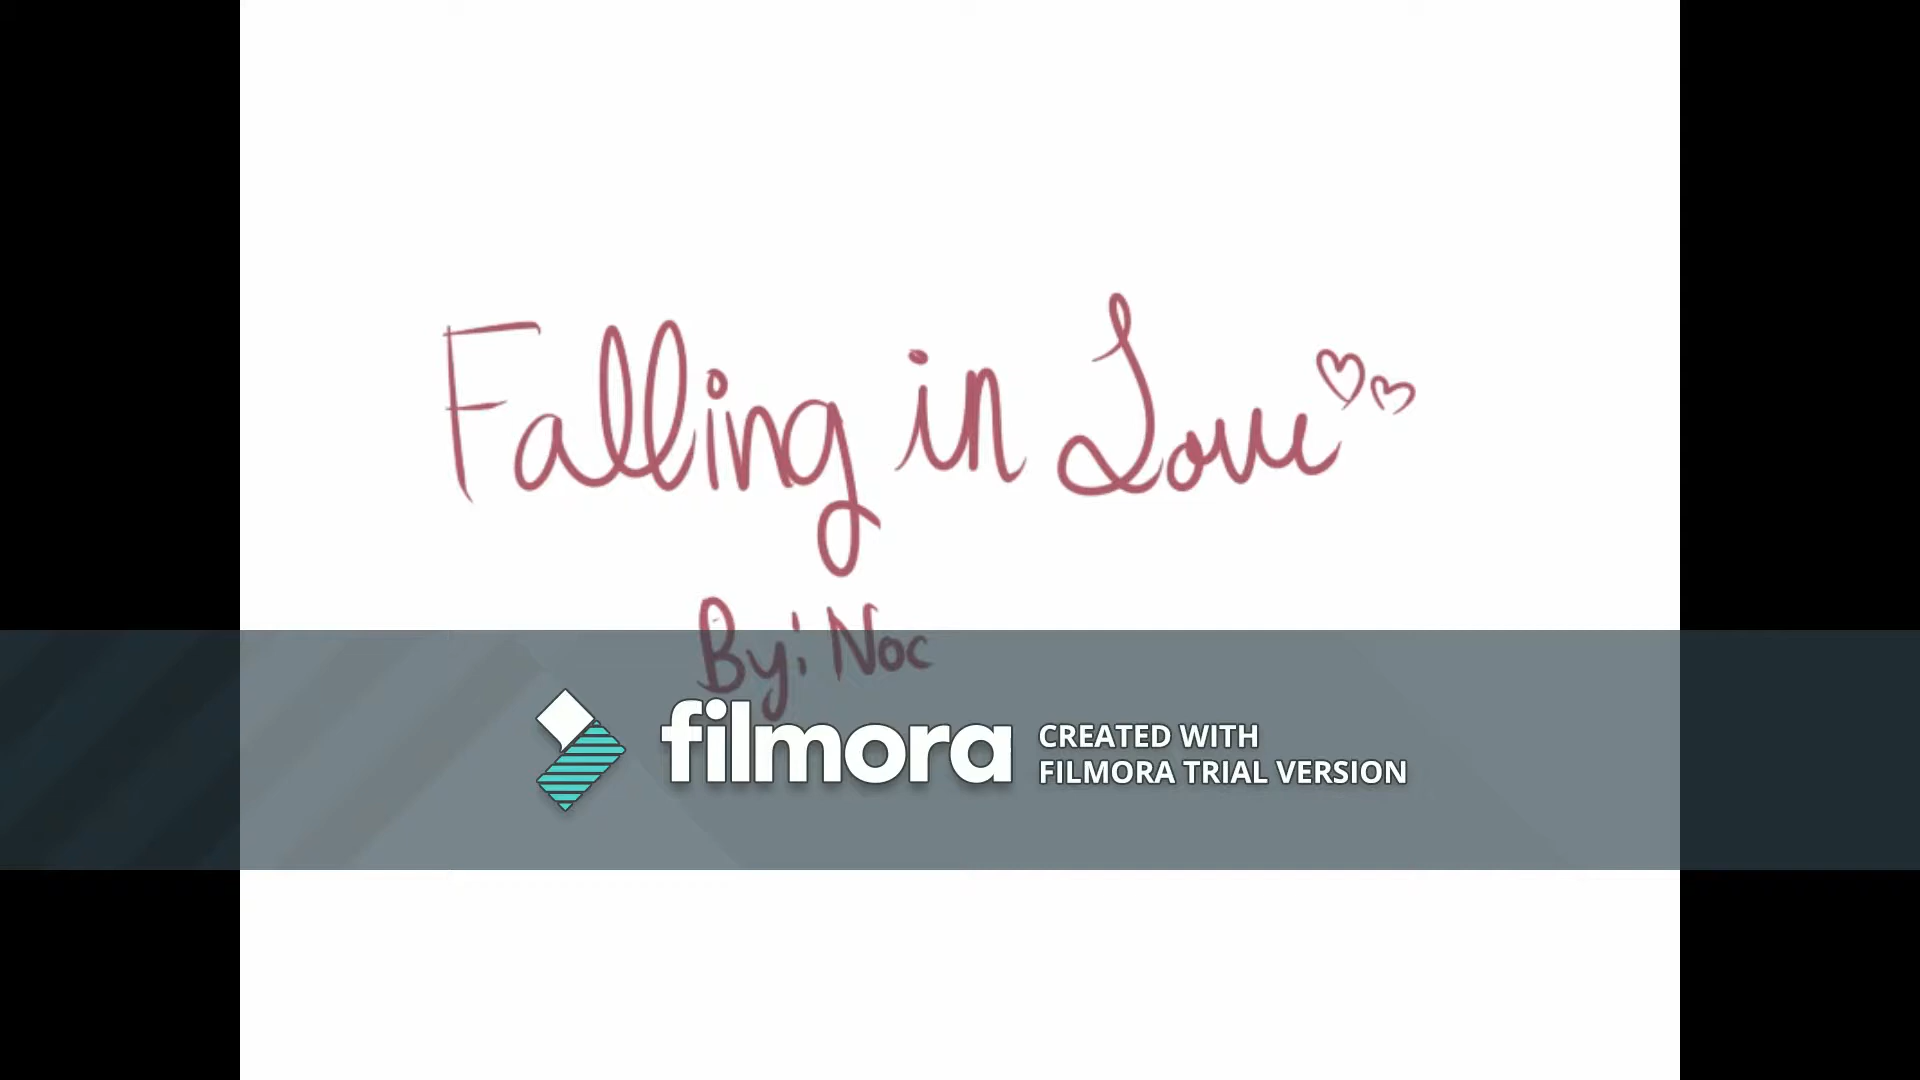 Falling in Love
By: Noc
filmora
CREATED WITH
FILMORA TRIAL VERSION